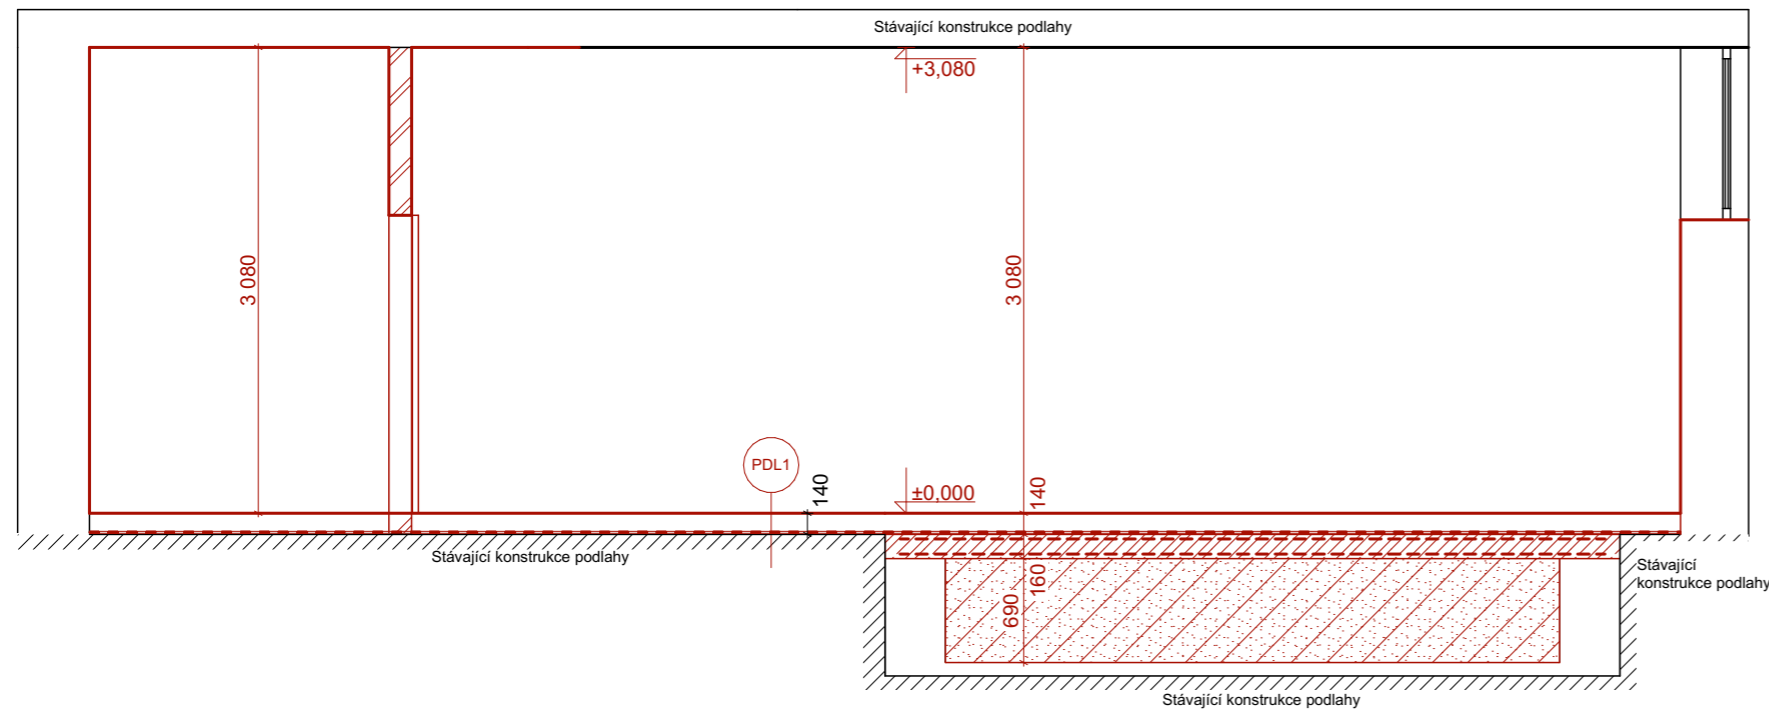 Stávající konstrukce podlahy
+3,080
3 080
3 080
PDL1
140
±0,000
140
Stávající konstrukce podlahy
160
690
Stávající
konstrukce podlahy
Stávající konstrukce podlahy